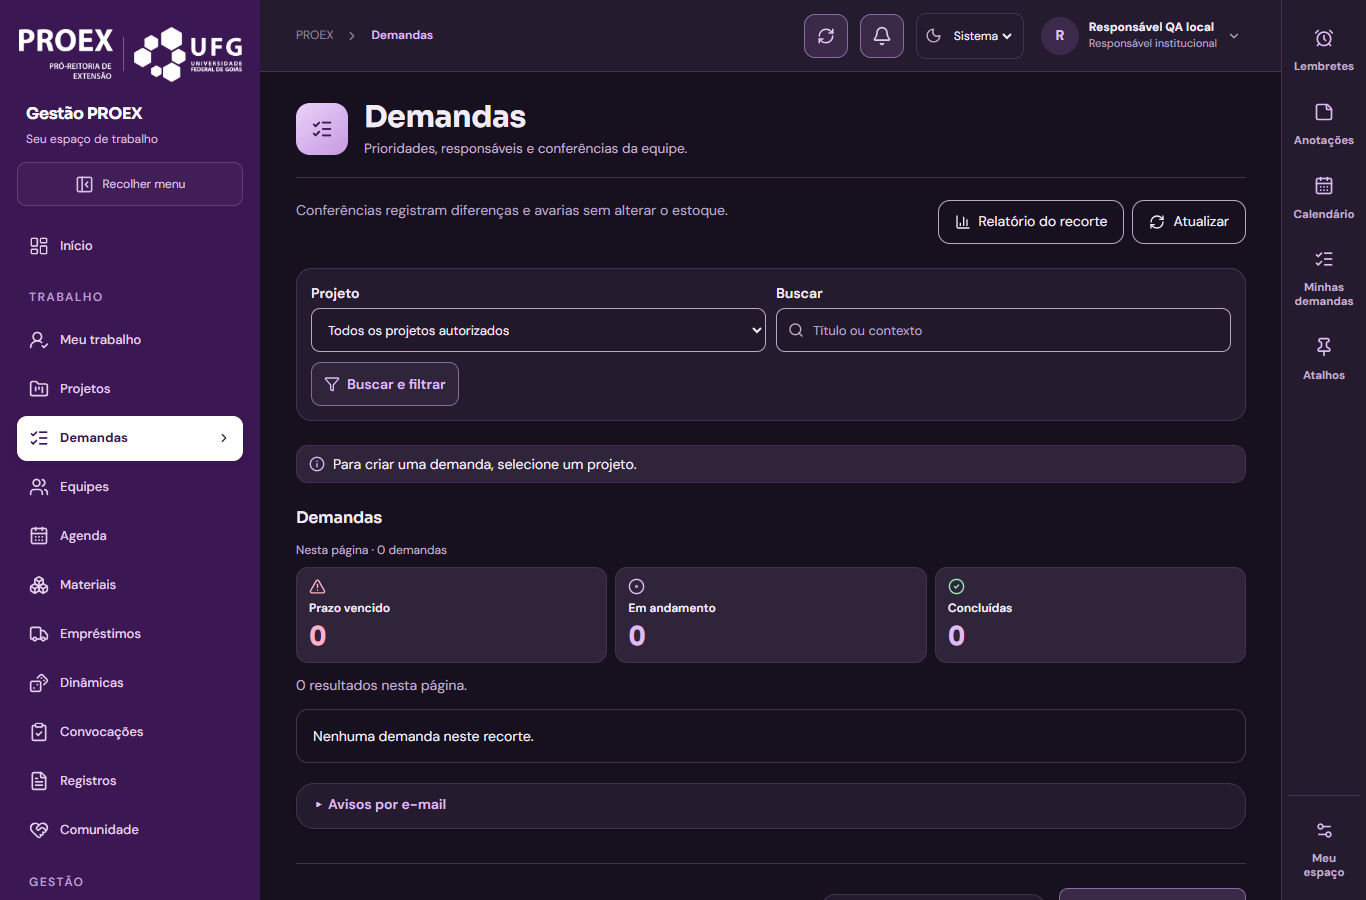 PROEX
PRÓ-REITORIA DE
EXTENSÃO
UFG
UNIVERSIDADE
FEDERAL DE GOIÁS
Gestão PROEX
Seu espaço de trabalho
Recolher menu
Início
TRABALHO
Meu trabalho
Projetos
Demandas
Equipes
Agenda
Materiais
Empréstimos
Dinâmicas
Convocações
Registros
Comunidade
GESTÃO
PROEX
Demandas
Sistema
R
Responsável QA local
Responsável institucional
Demandas
Prioridades, responsáveis e conferências da equipe.
Conferências registram diferenças e avarias sem alterar o estoque.
Relatório do recorte
Atualizar
Projeto
Buscar
Todos os projetos autorizados
Título ou contexto
Buscar e filtrar
Para criar uma demanda, selecione um projeto.
Demandas
Nesta página · 0 demandas
Prazo vencido
0
Em andamento
0
Concluídas
0
0 resultados nesta página.
Nenhuma demanda neste recorte.
Avisos por e-mail
Lembretes
Anotações
Calendário
Minhas
demandas
Atalhos
Meu
espaço